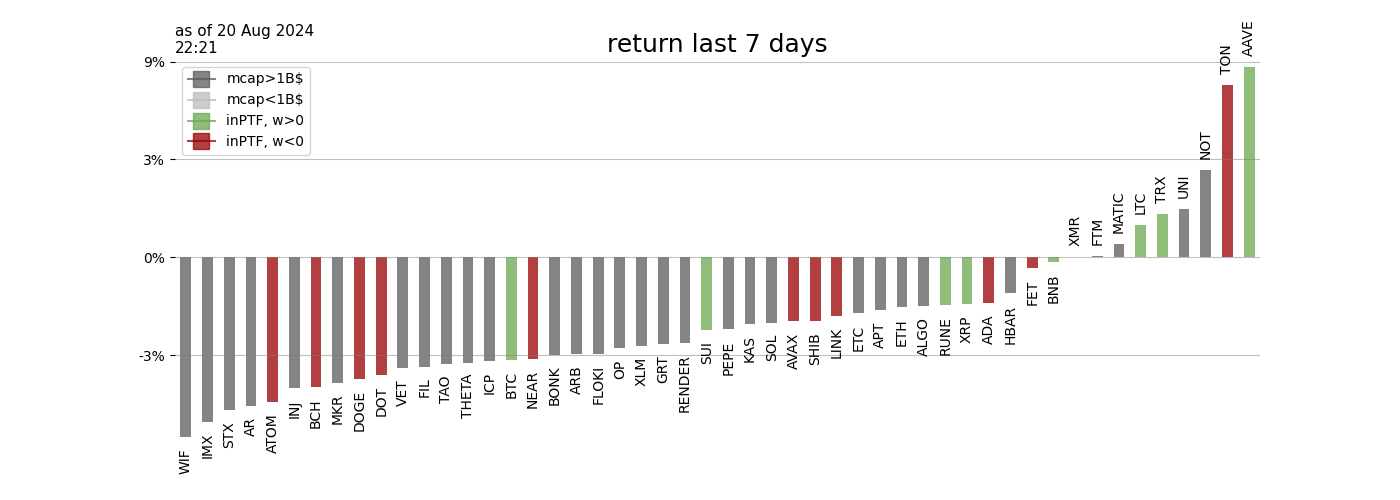 as of 20 Aug 2024
22:21
return last 7 days
9%
3%
0%
-3%
mcap>1B$
mcap<1B$
inPTF, w>0
inPTF, w<0
WIF
IMX
STX
AR
ATOM
INJ
BCH
MKR
DOGE
DOT
VET
FIL
TAO
THETA
ICP
BTC
NEAR
BONK
ARB
FLOKI
OP
XLM
GRT
RENDER
SUI
PEPE
KAS
SOL
AVAX
SHIB
LINK
ETC
APT
ETH
ALGO
RUNE
XRP
ADA
HBAR
FET
BNB
XMR
FTM
MATIC
LTC
TRX
UNI
NOT
TON
AAVE